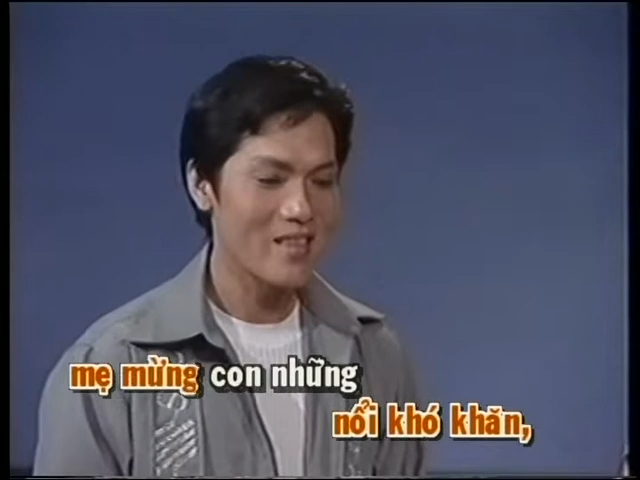 mẹ mừng con những
nổi khó khăn,